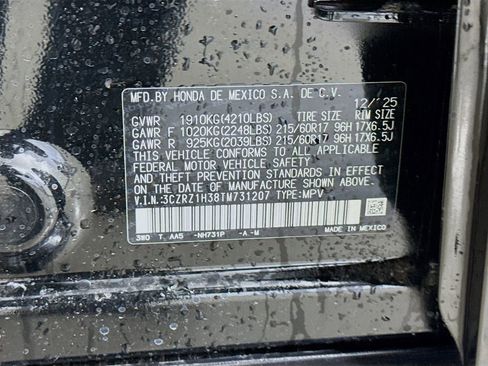 MFD.BY HONDA DE MEXICO S.A. DE C.V.
12/'25
GVWR 1910KG(4210LBS) TIRE SIZE RIM SIZE
GAWR F 1020KG(2248LBS) 215/60R17 96H 17X6.5J
GAWR R 925KG(2039LBS) 215/60R17 96H 17X6.5J
THIS VEHICLE CONFORMS TO ALL APPLICABLE
FEDERAL MOTOR VEHICLE SAFETY
AND THEFT PREVENTION STANDARDS IN EFFECT
ON THE DATE OF MANUFACTURE SHOWN ABOVE.
V.I.N.:3CZRZ1H38TM731207 TYPE:MPV
3W0 T. AA5 -NH731P -A-M MADE IN MEXICO